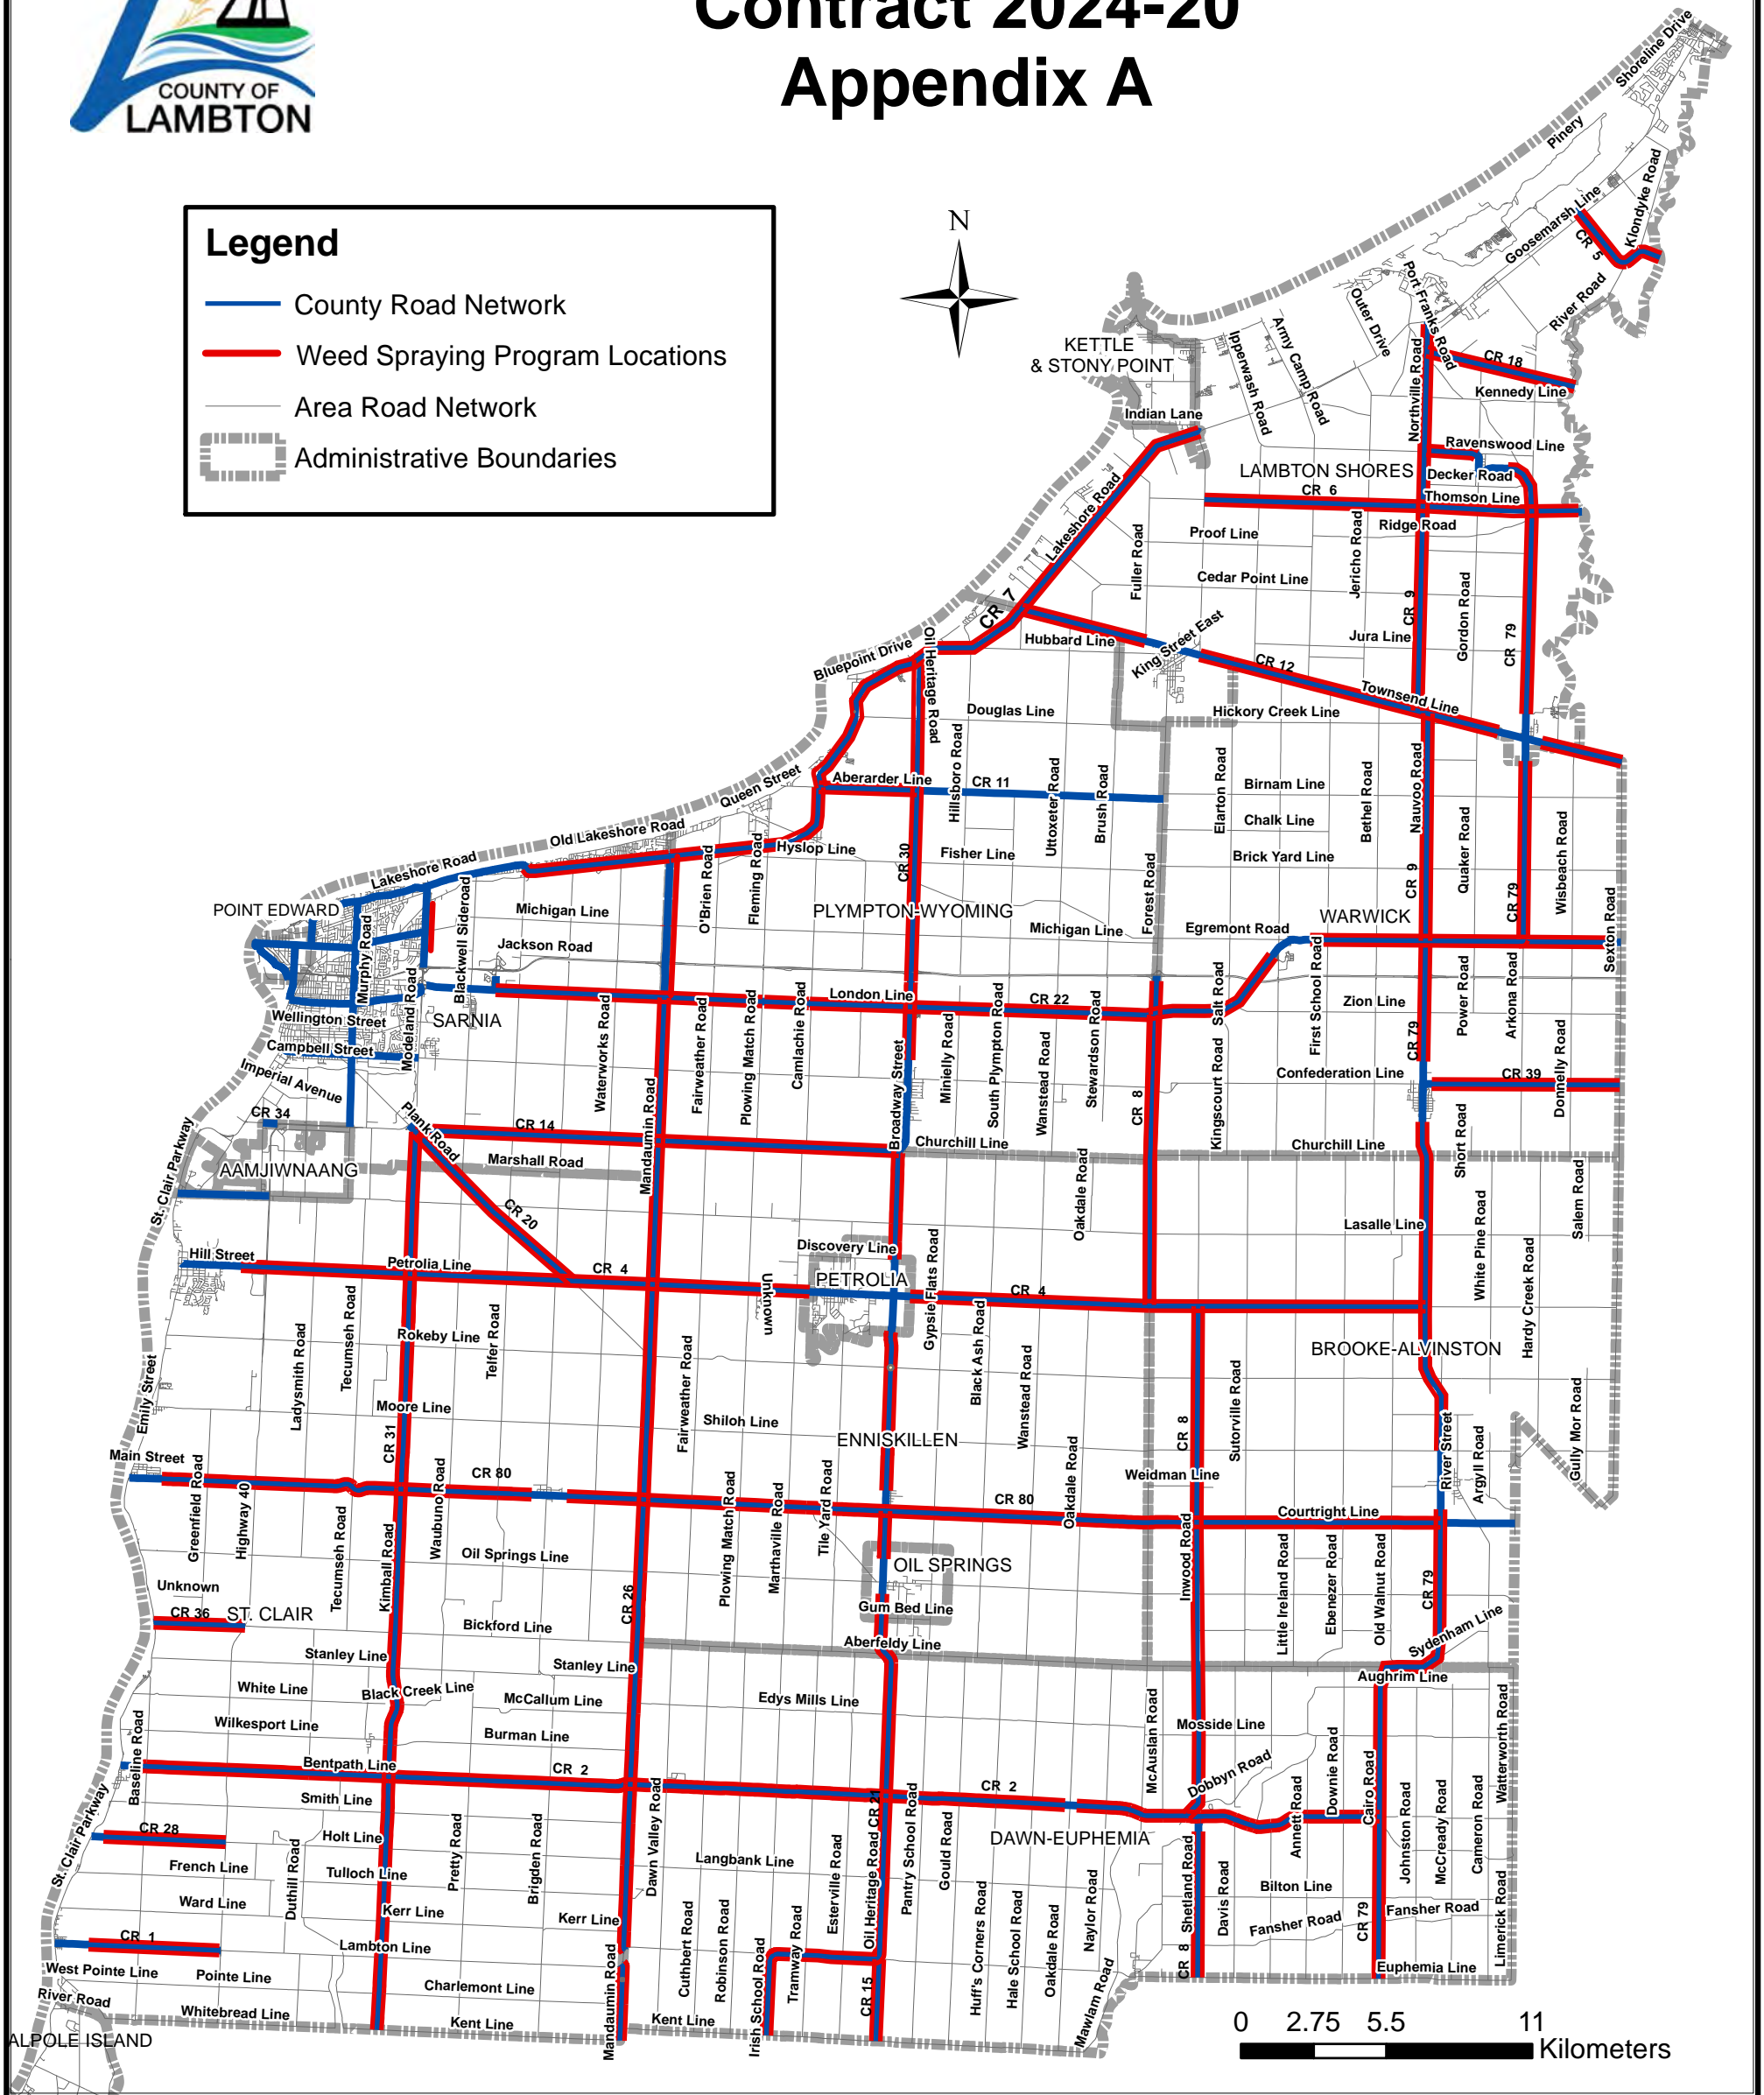 Contract 2024-20
Appendix A
COUNTY OF
LAMBTON
Legend
County Road Network
Weed Spraying Program Locations
Area Road Network
Administrative Boundaries
N
Shoreline Drive
Pinery
Klondyke Road
Goosemarsh Line
CR 5
River Road
Port Franks Road
Outer Drive
Army Camp Road
Ipperwash Road
KETTLE
& STONY POINT
Indian Lane
Northville Road
CR 18
Kennedy Line
Ravenswood Line
LAMBTON SHORES
Decker Road
CR 6
Thomson Line
Ridge Road
Lakeshore Road
Proof Line
Fuller Road
Jericho Road
Cedar Point Line
CR 9
Gordon Road
CR 7
CR 79
Jura Line
Hubbard Line
King Street East
CR 12
Oil Heritage Road
Bluepoint Drive
Townsend Line
Douglas Line
Hickory Creek Line
Hillsboro Road
Uttoxeter Road
Brush Road
Elarton Road
Bethel Road
Nauvoo Road
Queen Street
Aberarder Line
CR 11
Birnam Line
Chalk Line
Quaker Road
Wisbeach Road
Old Lakeshore Road
Hyslop Line
Fisher Line
Brick Yard Line
CR 30
Lakeshore Road
O'Brien Road
Fleming Road
Forest Road
CR 9
CR 79
Sexton Road
POINT EDWARD
Murphy Road
Blackwell Sideroad
Michigan Line
PLYMPTON-WYOMING
Michigan Line
Egremont Road
WARWICK
Jackson Road
Modeland Road
London Line
CR 22
Salt Road
First School Road
Zion Line
Power Road
Arkona Road
Wellington Street
SARNIA
Campbell Street
Waterworks Road
Fairweather Road
Plowing Match Road
Camlachie Road
Minielly Road
South Plympton Road
Wanstead Road
Stewardson Road
CR 8
Kingscourt Road
CR 79
Confederation Line
CR 39
Donnelly Road
Imperial Avenue
CR 34
Plank Road
CR 14
Mandaumin Road
Broadway Street
Churchill Line
Churchill Line
Short Road
St. Clair Parkway
AAMJIWNAANG
Marshall Road
Oakdale Road
Salem Road
CR 20
Lasalle Line
White Pine Road
Hill Street
Petrolia Line
CR 4
Discovery Line
PETROLIA
Unknown
Gypsie Flats Road
CR 4
Hardy Creek Road
Ladysmith Road
Tecumseh Road
Rokeby Line
Telfer Road
Fairweather Road
Black Ash Road
Wanstead Road
BROOKE-ALVINSTON
Emily Street
Sutorville Road
Moore Line
Shiloh Line
CR 31
ENNISKILLEN
CR 8
River Street
Argyll Road
Gully Mor Road
Main Street
Greenfield Road
Highway 40
CR 80
Waubuno Road
Weidman Line
CR 80
Oakdale Road
Courtright Line
Tecumseh Road
Kimball Road
Plowing Match Road
Marthaville Road
Tile Yard Road
Oil Springs Line
OIL SPRINGS
Inwood Road
Little Ireland Road
Ebenezer Road
Old Walnut Road
CR 79
Unknown
CR 36
ST. CLAIR
CR 26
Gum Bed Line
Bickford Line
Aberfeldy Line
Sydenham Line
Stanley Line
Stanley Line
Aughrim Line
White Line
Black Creek Line
McCallum Line
Edys Mills Line
McAuslan Road
Watterworth Road
Wilkesport Line
Burman Line
Mosside Line
Baseline Road
Bentpath Line
CR 2
CR 2
Dobbyn Road
Downie Road
Cairo Road
Annett Road
Smith Line
Dawn Valley Road
Oil Heritage Road CR 21
Pantry School Road
Gould Road
Johnston Road
McCready Road
Cameron Road
St. Clair Parkway
CR 28
Holt Line
Pretty Road
Brigden Road
DAWN-EUPHEMIA
French Line
Duthill Road
Tulloch Line
Langbank Line
Esterville Road
Shetland Road
Davis Road
Bilton Line
Ward Line
Kerr Line
Kerr Line
Cuthbert Road
Robinson Road
Tramway Road
Huff's Corners Road
Hale School Road
Oakdale Road
Naylor Road
Fansher Road
Fansher Road
CR 79
Limerick Road
CR 1
Lambton Line
Irish School Road
CR 8
West Pointe Line
Pointe Line
Charlemont Line
Mandaumin Road
CR 15
Mawlam Road
Euphemia Line
River Road
Whitebread Line
Kent Line
Kent Line
ALPOLE ISLAND
0 2.75 5.5 11
Kilometers